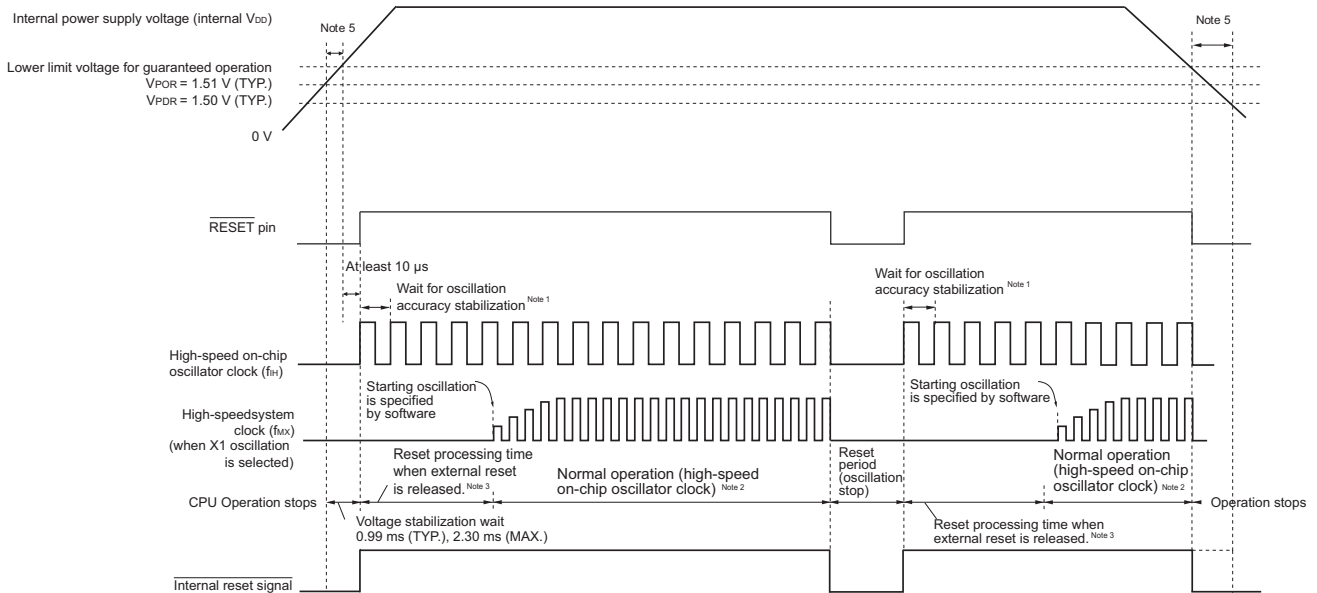 Internal power supply voltage (internal VDD)
Note 5
Note 5
Lower limit voltage for guaranteed operation
VPOR = 1.51 V (TYP.)
VPDR = 1.50 V (TYP.)
0 V
RESET pin
At least 10 µs
Wait for oscillation
accuracy stabilization Note 1
Wait for oscillation
accuracy stabilization Note 1
High-speed on-chip
oscillator clock (fIH)
Starting oscillation
is specified
by software
Starting oscillation
is specified by software
High-speedsystem
clock (fMX)
(when X1 oscillation
is selected)
Reset processing time
when external reset
is released. Note 3
Normal operation (high-speed
on-chip oscillator clock) Note 2
Reset
period
(oscillation
stop)
Normal operation
(high-speed on-chip
oscillator clock) Note 2
CPU Operation stops
Operation stops
Voltage stabilization wait
0.99 ms (TYP.), 2.30 ms (MAX.)
Reset processing time when
external reset is released. Note 3
Internal reset signal